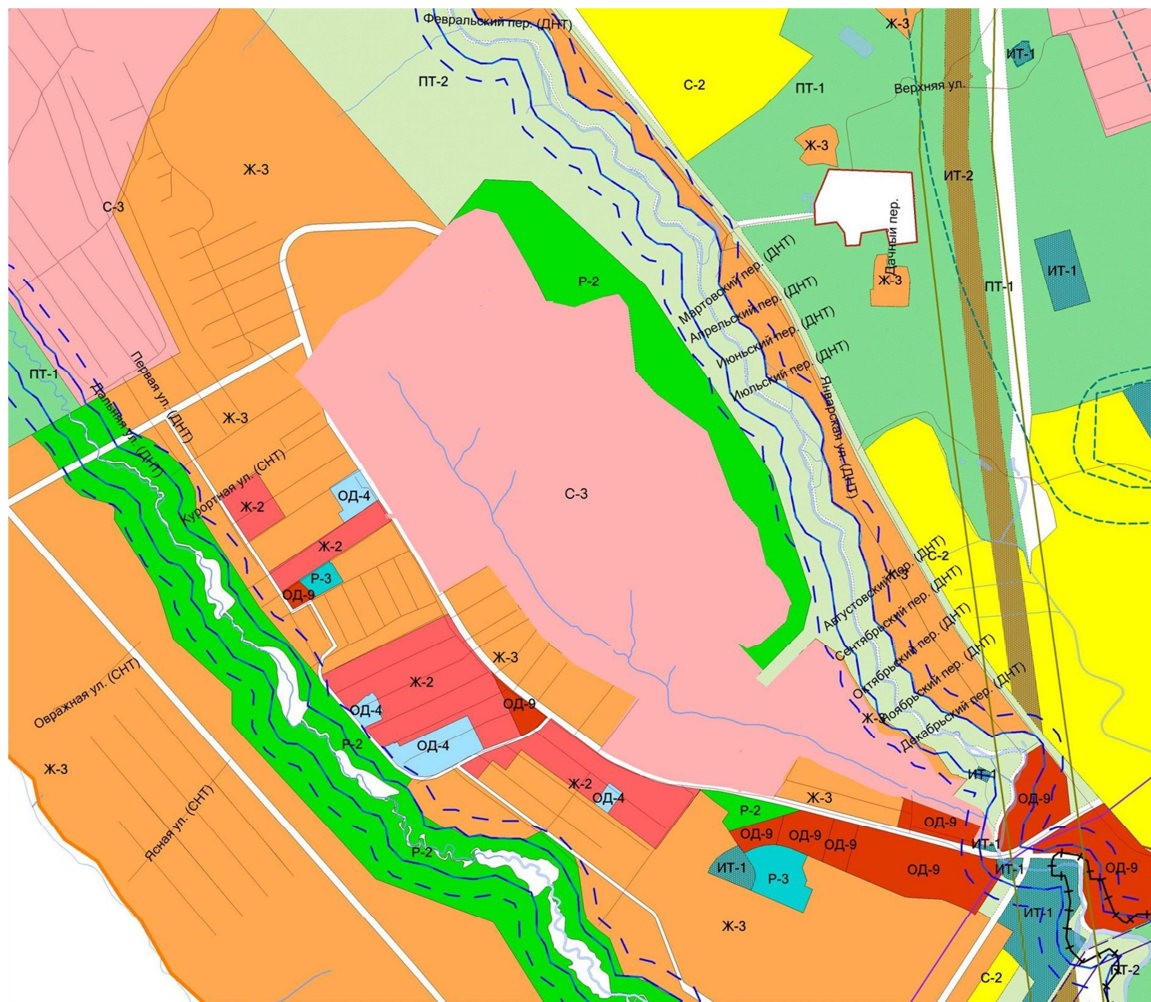 Февральский пер. (ДНТ)
Ж-3
ИТ-1
ПТ-2
С-2
ПТ-1
Верхняя ул.
Ж-3
Ж-3
ИТ-2
С-3
Дачный пер.
Мартовский пер. (ДНТ)
Р-2
Ж-3
ИТ-1
ПТ-1
Апрельский пер. (ДНТ)
Июньский пер. (ДНТ)
Июльский пер. (ДНТ)
Январская ул. (ДНТ)
ПТ-1
Первая ул. (ДНТ)
Дальняя ул. (ДНТ)
Ж-3
Курортная ул. (СНТ)
Ж-2
ОД-4
С-3
Ж-2
Р-3
ОД-9
С-2
Августовский пер. (ДНТ)
Сентябрьский пер. (ДНТ)
Октябрьский пер. (ДНТ)
Ноябрьский пер. (ДНТ)
Декабрьский пер. (ДНТ)
Ж-3
Ж-3
Ж-2
ОД-9
ОД-4
Ж-3
Овражная ул. (СНТ)
Р-2
ОД-4
Ж-3
Ясная ул. (СНТ)
Ж-2
ОД-4
Ж-3
ИТ-1
ОД-9
Р-2
ОД-9
ОД-9
ОД-9
ОД-9
ИТ-1
Р-2
ИТ-1
Р-3
ОД-9
ИТ-1
ОД-9
ИТ-1
Ж-3
С-2
ПТ-2